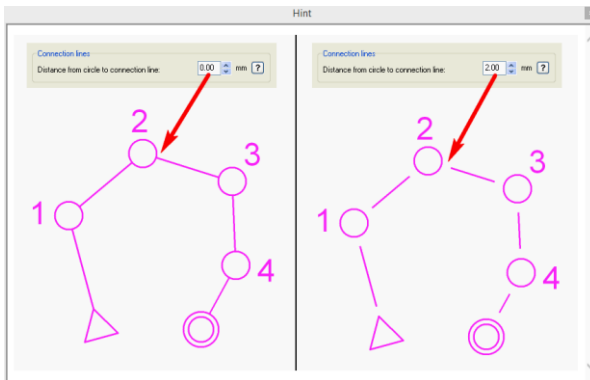 Hint
Connection lines
Distance from circle to connection line: 0.00 mm ?
2
3
1
4
Connection lines
Distance from circle to connection line: 2.00 mm ?
2
3
1
4